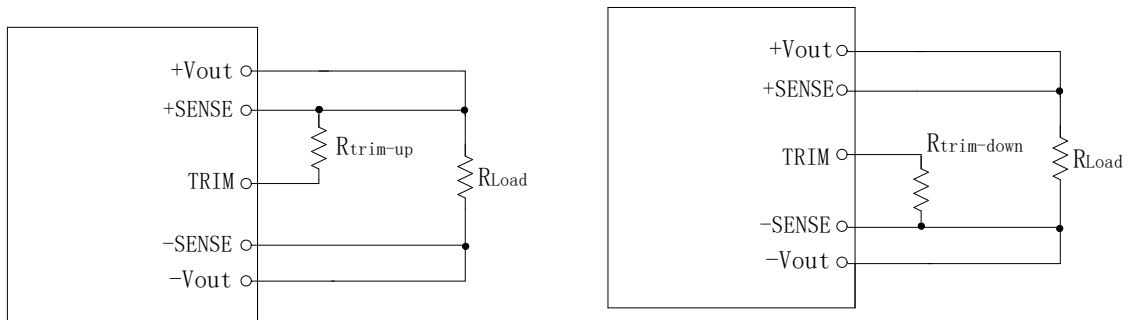 +Vout
+SENSE
Rtrim-up
TRIM
RLoad
-SENSE
-Vout
+Vout
+SENSE
Rtrim-down
TRIM
RLoad
-SENSE
-Vout